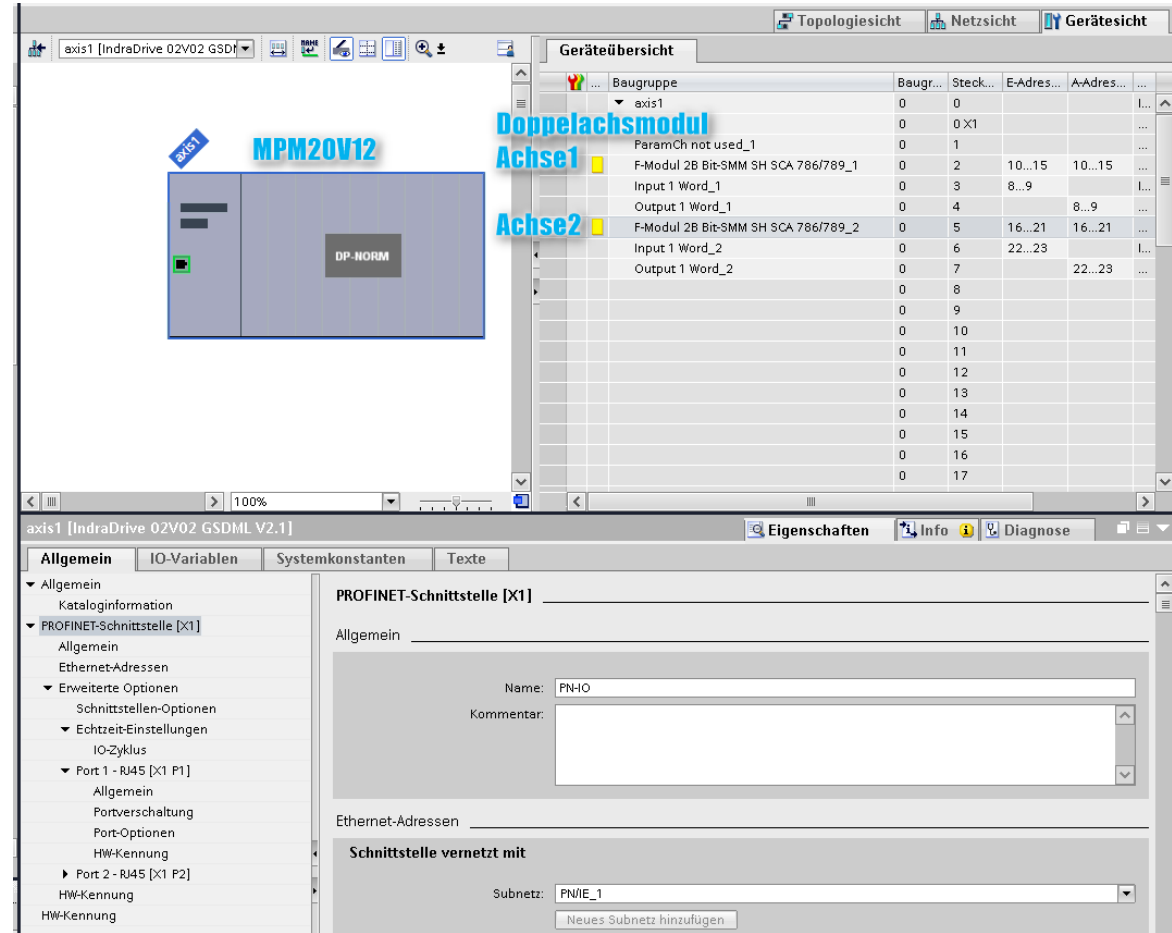 Topologiesicht Netzsicht Gerätesicht
axis1 [IndraDrive 02V02 GSDM
Geräteübersicht
... Baugruppe Baugr... Steck... E-Adres... A-Adres... ...
axis1 0 0 I...
Doppelachsmodul 0 0 X1 ...
ParamCh not used_1 0 1 ...
Achse1 F-Modul 2B Bit-SMM SH SCA 786/789_1 0 2 10...15 10...15 ...
Input 1 Word_1 0 3 8...9 I...
Output 1 Word_1 0 4 8...9 ...
Achse2 F-Modul 2B Bit-SMM SH SCA 786/789_2 0 5 16...21 16...21 ...
Input 1 Word_2 0 6 22...23 I...
Output 1 Word_2 0 7 22...23 ...
0 8
0 9
0 10
0 11
0 12
0 13
0 14
0 15
0 16
0 17
axis1
MPM20V12
DP-NORM
100%
axis1 [IndraDrive 02V02 GSDML V2.1]
Eigenschaften Info Diagnose
Allgemein IO-Variablen Systemkonstanten Texte
Allgemein
Kataloginformation
PROFINET-Schnittstelle [X1]
Allgemein
Ethernet-Adressen
Erweiterte Optionen
Schnittstellen-Optionen
Echtzeit-Einstellungen
IO-Zyklus
Port 1 - RJ45 [X1 P1]
Allgemein
Portverschaltung
Port-Optionen
HW-Kennung
Port 2 - RJ45 [X1 P2]
HW-Kennung
HW-Kennung
PROFINET-Schnittstelle [X1]
Allgemein
Name: PN-IO
Kommentar:
Ethernet-Adressen
Schnittstelle vernetzt mit
Subnetz: PN/IE_1
Neues Subnetz hinzufügen